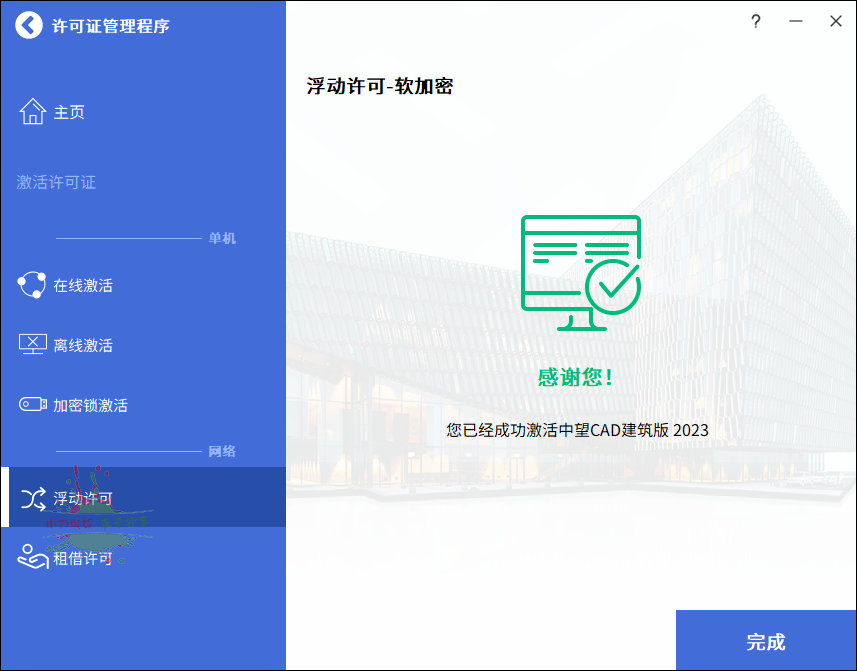 许可证管理程序
?
浮动许可-软加密
主页
激活许可证
单机
在线激活
离线激活
加密锁激活
网络
浮动许可
租借许可
感谢您！
您已经成功激活中望CAD建筑版 2023
完成